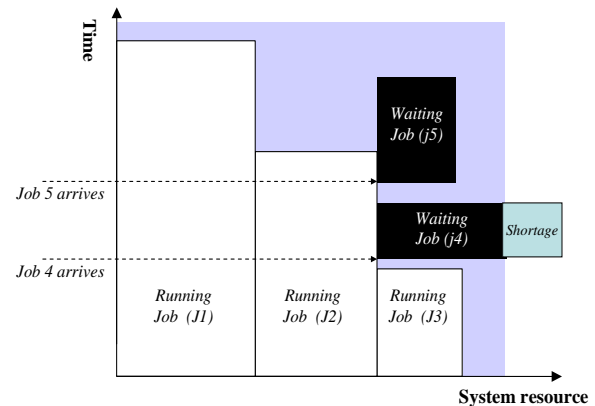 Time
Waiting
Job (j5)
Job 5 arrives
Waiting
Job (j4)
Shortage
Job 4 arrives
Running
Job (J1)
Running
Job (J2)
Running
Job (J3)
System resource